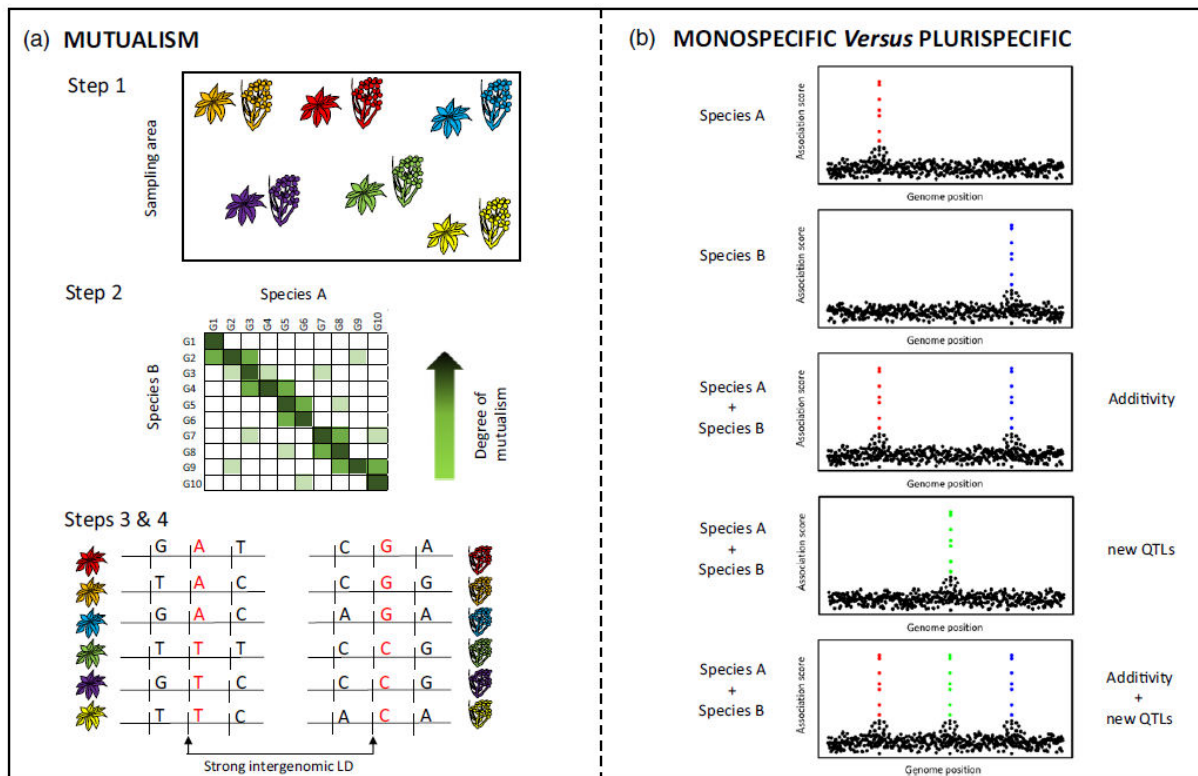 (a) MUTUALISM
Step 1
Sampling area
Step 2
Species A
G1 G2 G3 G4 G5 G6 G7 G8 G9 G10
Species B
G1
G2
G3
G4
G5
G6
G7
G8
G9
G10
Degree of
mutualism
Steps 3 & 4
G A T C G A
T A C C G G
G A C A G A
T T T C C G
G T C C C G
T T C A C A
Strong intergenomic LD
(b) MONOSPECIFIC Versus PLURISPECIFIC
Species A
Association score
Genome position
Species B
Association score
Genome position
Species A
+
Species B
Association score
Genome position
Additivity
Species A
+
Species B
Association score
Genome position
new QTLs
Species A
+
Species B
Association score
Genome position
Additivity
+
new QTLs